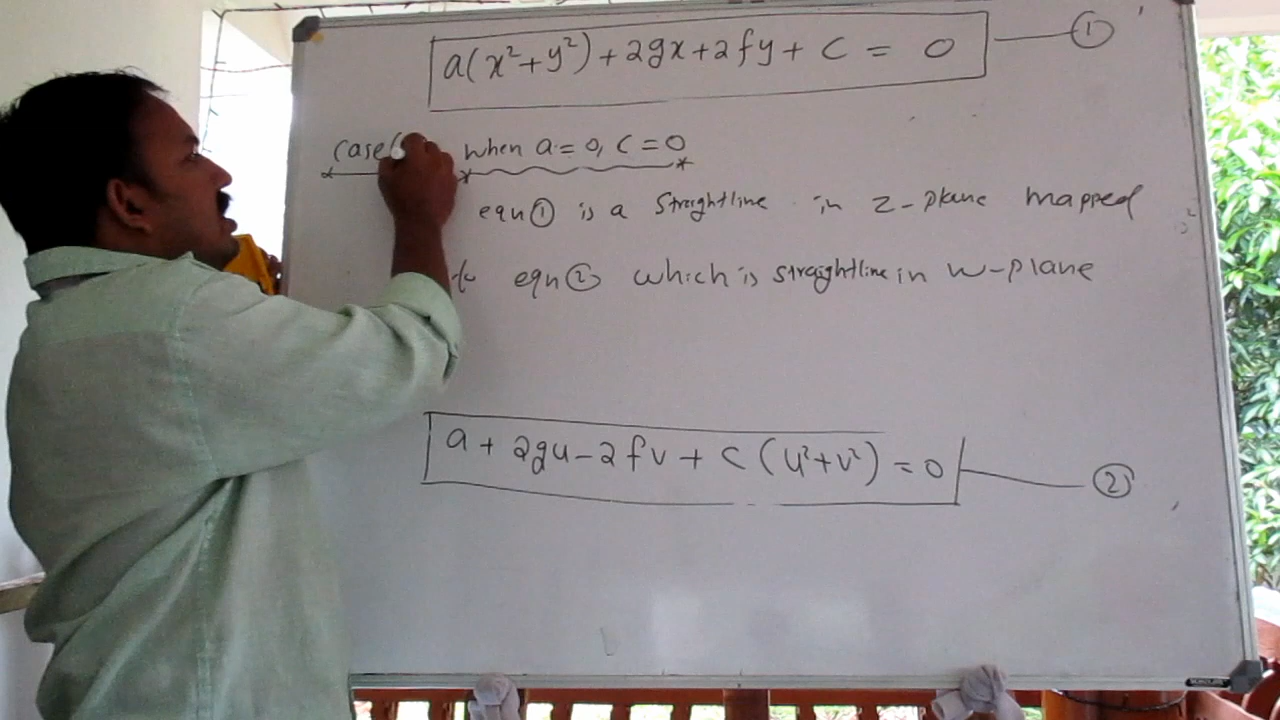 a(x²+y²)+2gx+2fy+c = 0 ①
case( when a = 0, c = 0
eqn① is a straightline in z-plane mapped
eqn② which is straightline in w-plane
a + 2gu - 2fv + c (u²+v²) = 0 ②